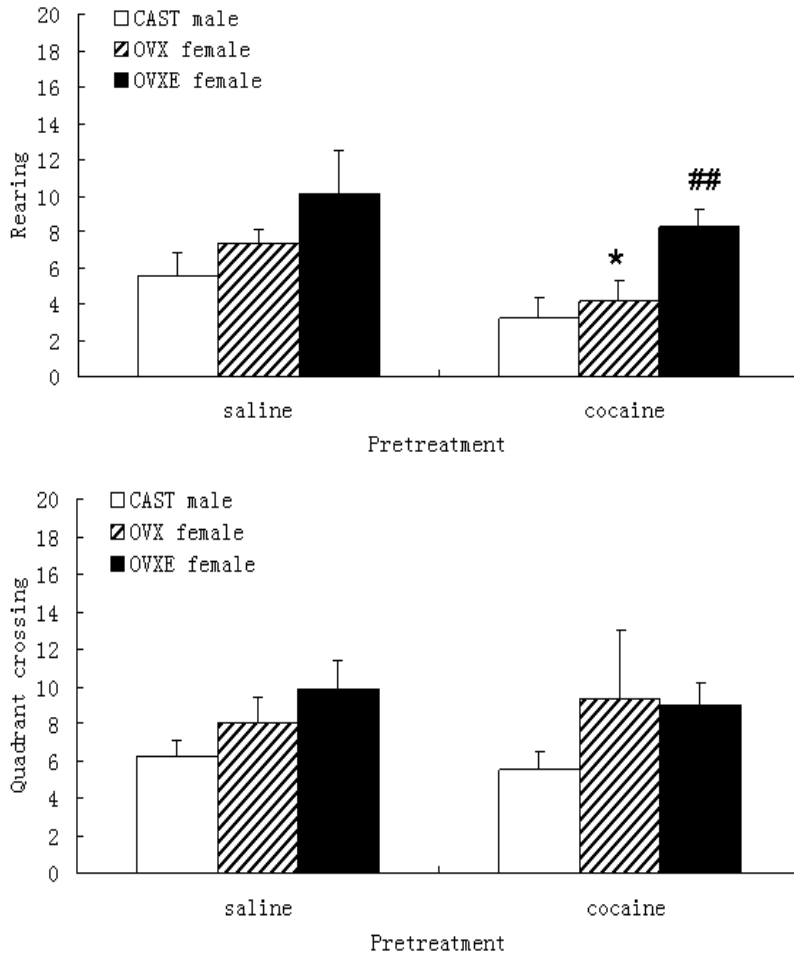 20
18
16
14
12
10
8
6
4
2
0
Rearing
CAST male
OVX female
OVXE female
*
##
saline cocaine
Pretreatment
20
18
16
14
12
10
8
6
4
2
0
Quadrant crossing
CAST male
OVX female
OVXE female
saline cocaine
Pretreatment